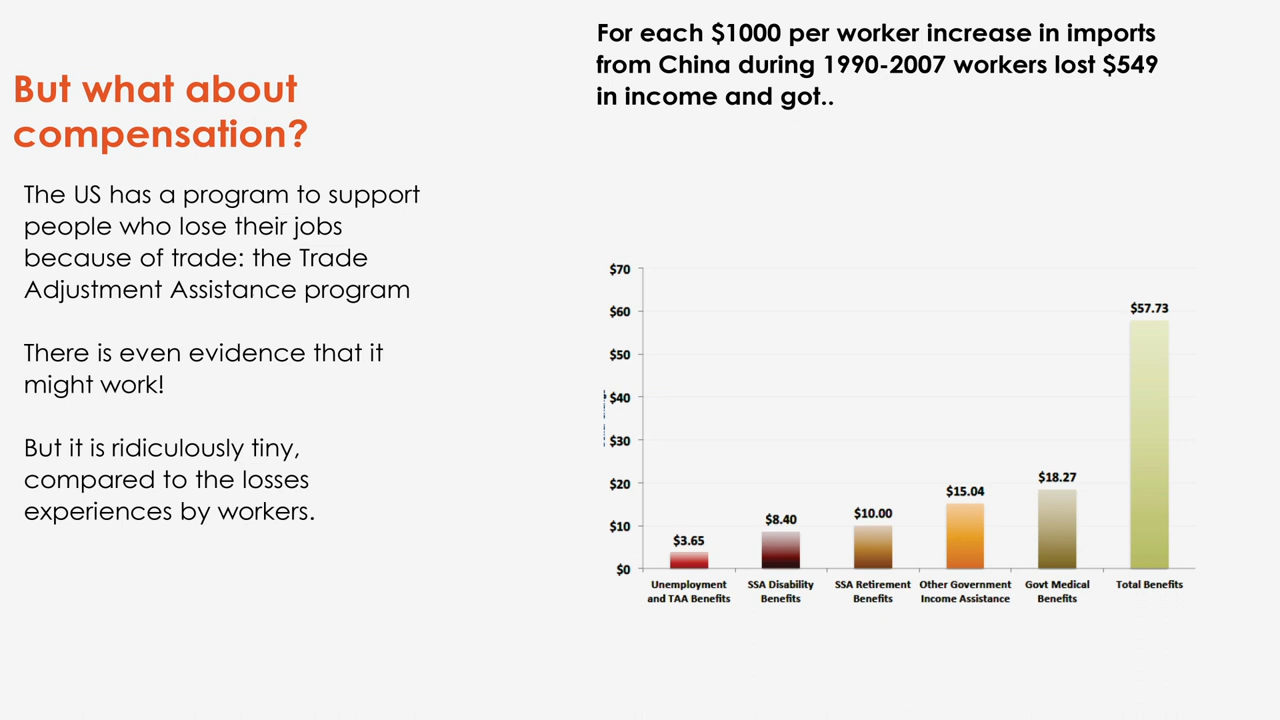 But what about
compensation?
The US has a program to support
people who lose their jobs
because of trade: the Trade
Adjustment Assistance program
There is even evidence that it
might work!
But it is ridiculously tiny,
compared to the losses
experiences by workers.
For each $1000 per worker increase in imports
from China during 1990-2007 workers lost $549
in income and got..
$70
$60
$50
$40
$30
$20
$10
$0
$3.65
$8.40
$10.00
$15.04
$18.27
$57.73
Unemployment
and TAA Benefits
SSA Disability
Benefits
SSA Retirement
Benefits
Other Government
Income Assistance
Govt Medical
Benefits
Total Benefits